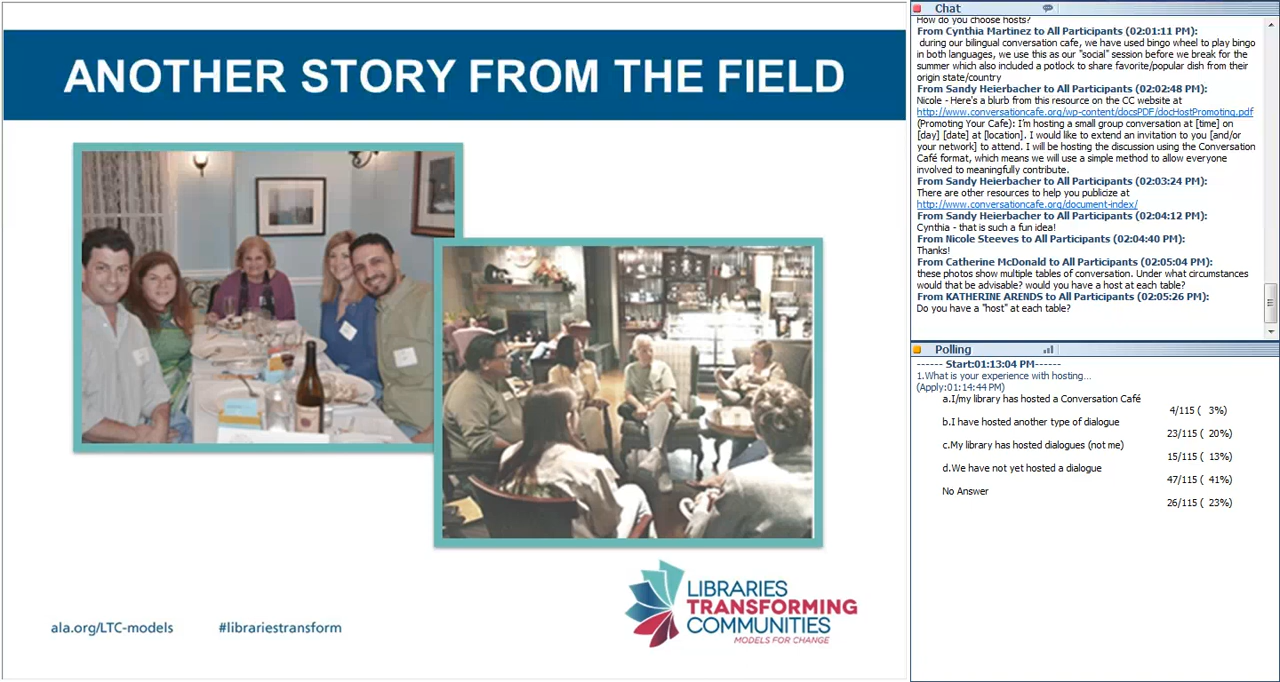 ANOTHER STORY FROM THE FIELD
LIBRARIES
TRANSFORMING
COMMUNITIES
MODELS FOR CHANGE
ala.org/LTC-models
#librariestransform
Chat
How do you choose hosts?
From Cynthia Martinez to All Participants (02:01:11 PM):
during our bilingual conversation cafe, we have used bingo wheel to play bingo
in both languages, we use this as our "social" session before we break for the
summer which also included a potlock to share favorite/popular dish from their
origin state/country
From Sandy Heierbacher to All Participants (02:02:48 PM):
Nicole - Here's a blurb from this resource on the CC website at
http://www.conversationcafe.org/wp-content/docsPDF/docHostPromoting.pdf
(Promoting Your Cafe): I'm hosting a small group conversation at [time] on
[day] [date] at [location]. I would like to extend an invitation to you [and/or
your network] to attend. I will be hosting the discussion using the Conversation
Café format, which means we will use a simple method to allow everyone
involved to meaningfully contribute.
From Sandy Heierbacher to All Participants (02:03:24 PM):
There are other resources to help you publicize at
http://www.conversationcafe.org/document-index/
From Sandy Heierbacher to All Participants (02:04:12 PM):
Cynthia - that is such a fun idea!
From Nicole Steeves to All Participants (02:04:40 PM):
Thanks!
From Catherine McDonald to All Participants (02:05:04 PM):
these photos show multiple tables of conversation. Under what circumstances
would that be advisable? would you have a host at each table?
From KATHERINE ARENDS to All Participants (02:05:26 PM):
Do you have a "host" at each table?
Polling
------ Start:01:13:04 PM------
1.What is your experience with hosting...
(Apply:01:14:44 PM)
a.I/my library has hosted a Conversation Café
4/115 ( 3%)
b.I have hosted another type of dialogue
23/115 ( 20%)
c.My library has hosted dialogues (not me)
15/115 ( 13%)
d.We have not yet hosted a dialogue
47/115 ( 41%)
No Answer
26/115 ( 23%)